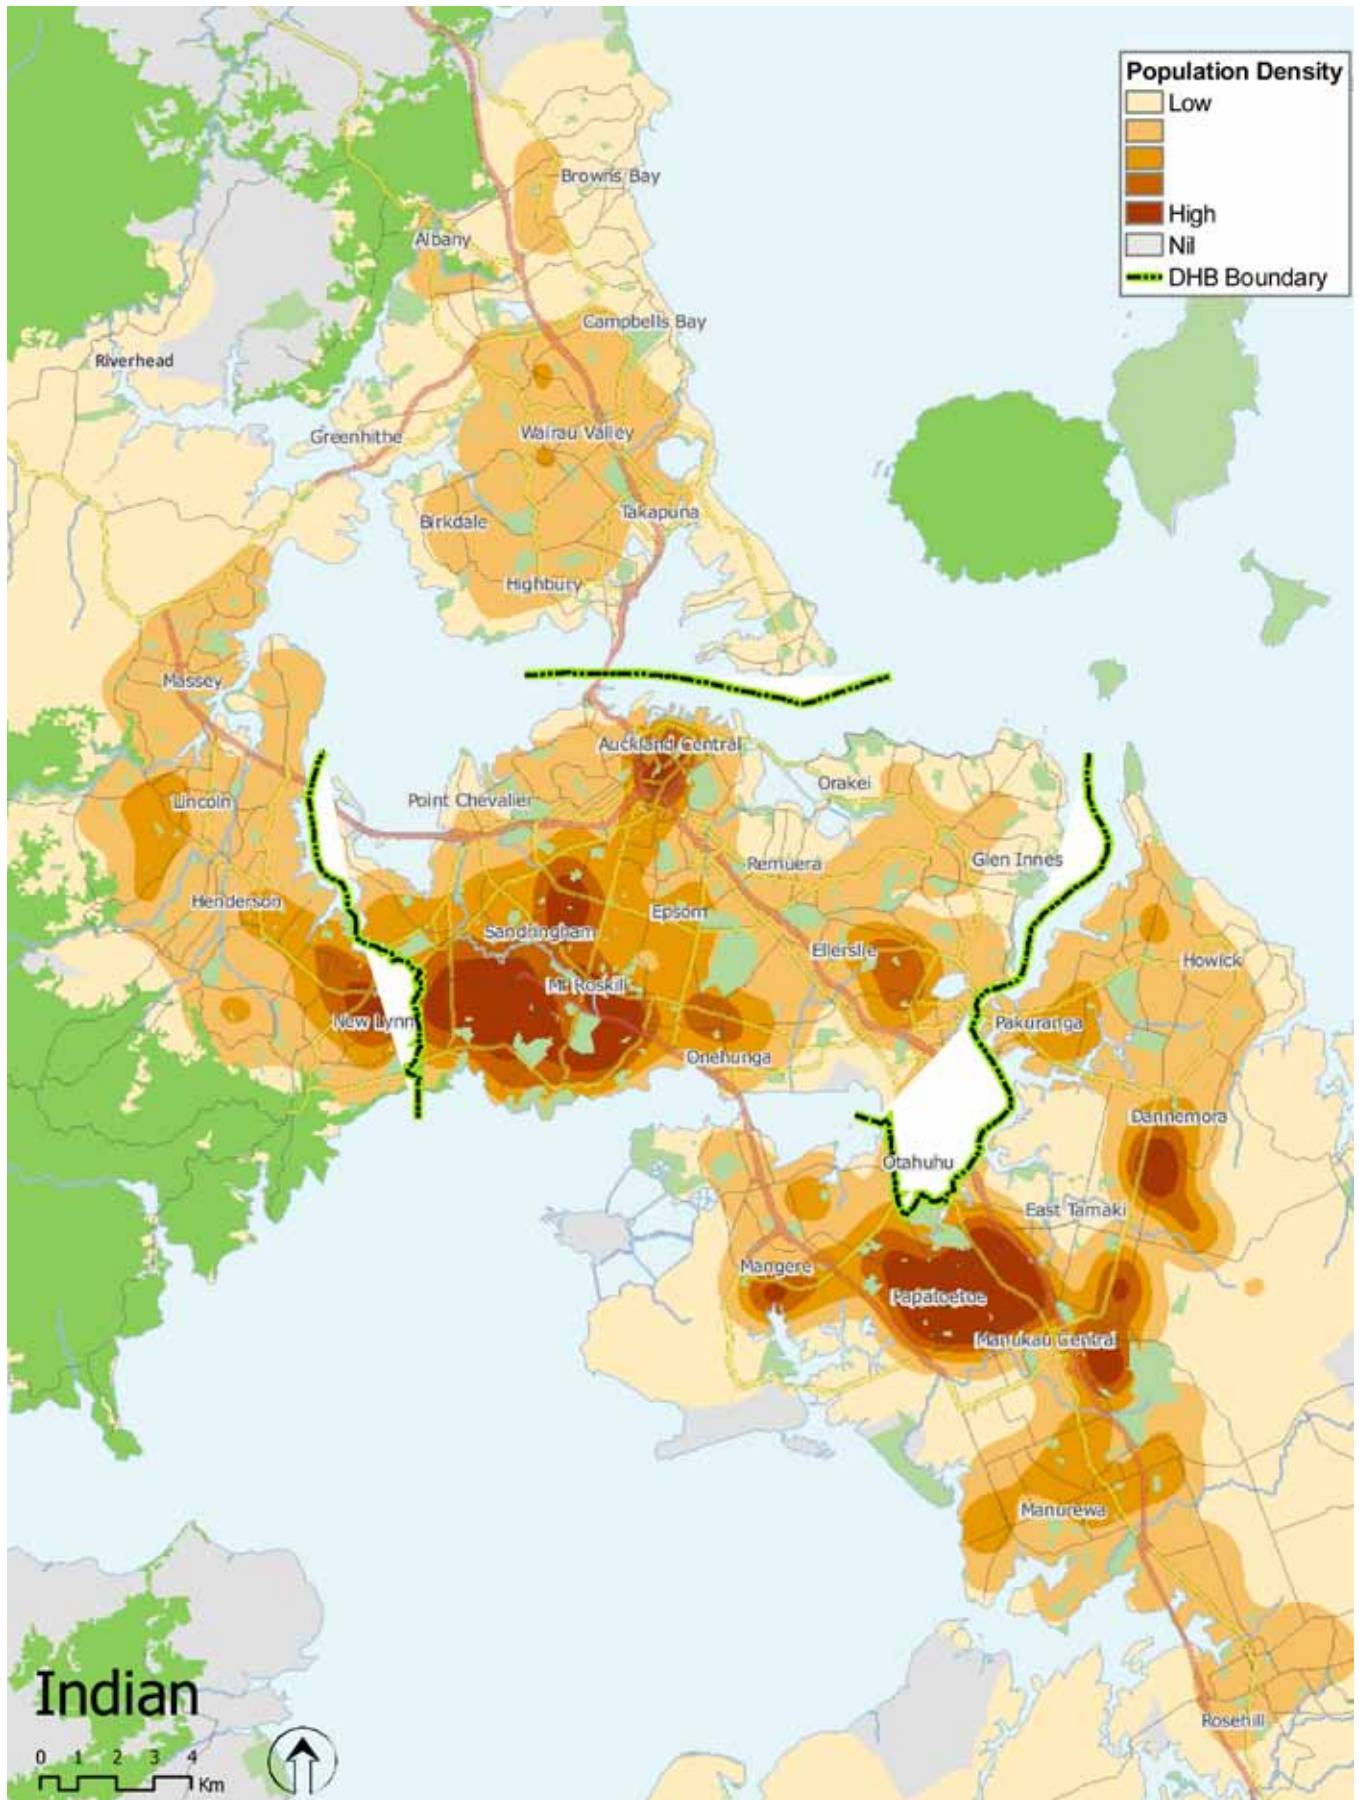 Population Density
Low
High
Nil
DHB Boundary
Browns Bay
Albany
Campbells Bay
Riverhead
Greenhithe
Wairau Valley
Birkdale
Takapuna
Highbury
Massey
Auckland Central
Orakei
Lincoln
Point Chevalier
Remuera
Glen Innes
Henderson
Epsom
Sandringham
Ellerslie
Howick
Mt Roskill
New Lynn
Pakuranga
Onehunga
Dannemora
Otahuhu
East Tamaki
Mangere
Papatoetoe
Manukau Central
Manurewa
Indian
Rosehill
0 1 2 3 4
Km